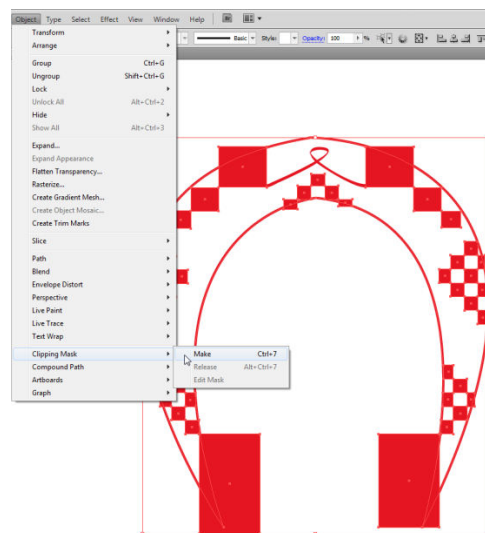 Object Type Select Effect View Window Help
Basic Style: Opacity: 100 %
Transform
Arrange
Group Ctrl+G
Ungroup Shift+Ctrl+G
Lock
Unlock All Alt+Ctrl+2
Hide
Show All Alt+Ctrl+3
Expand...
Expand Appearance
Flatten Transparency...
Rasterize...
Create Gradient Mesh...
Create Object Mosaic...
Create Trim Marks
Slice
Path
Blend
Envelope Distort
Perspective
Live Paint
Live Trace
Text Wrap
Clipping Mask
Make Ctrl+7
Compound Path
Release Alt+Ctrl+7
Artboards
Edit Mask
Graph